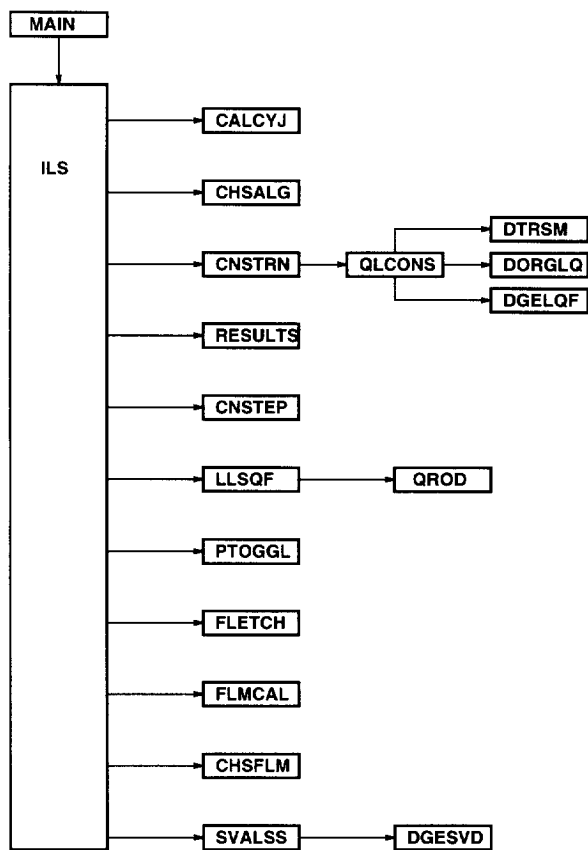 MAIN
ILS
CALCYJ
CHSALG
CNSTRN
QLCONS
DTRSM
DORGLQ
DGELQF
RESULTS
CNSTEP
LLSQF
QROD
PTOGGL
FLETCH
FLMCAL
CHSFLM
SVALSS
DGESVD